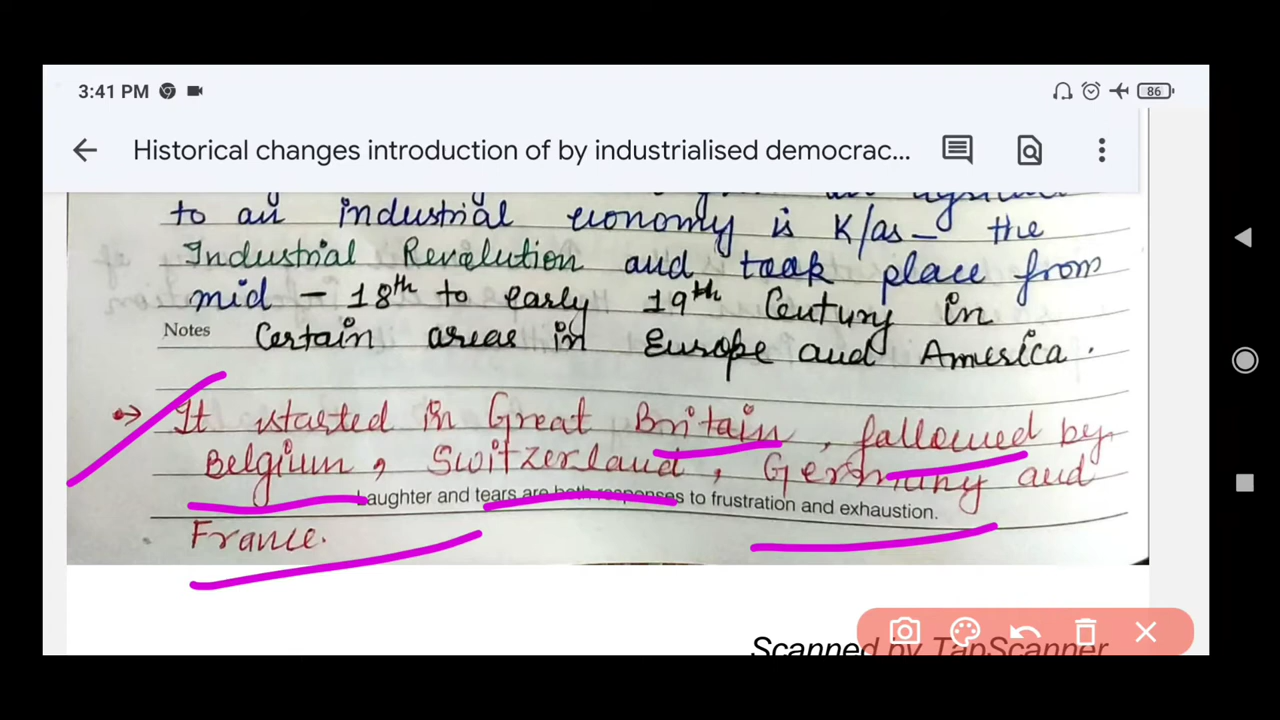 3:41 PM 86
Historical changes introduction of by industrialised democrac...
to an industrial economy is K/as- the
Industrial Revolution and took place from
mid - 18th to early 19th Century in
Notes Certain areas in Europe and America.
It started in Great Britain, followed by
Belgium, Switzerland, Germany and
Laughter and tears are both responses to frustration and exhaustion.
France.
Scanned by TapScanner